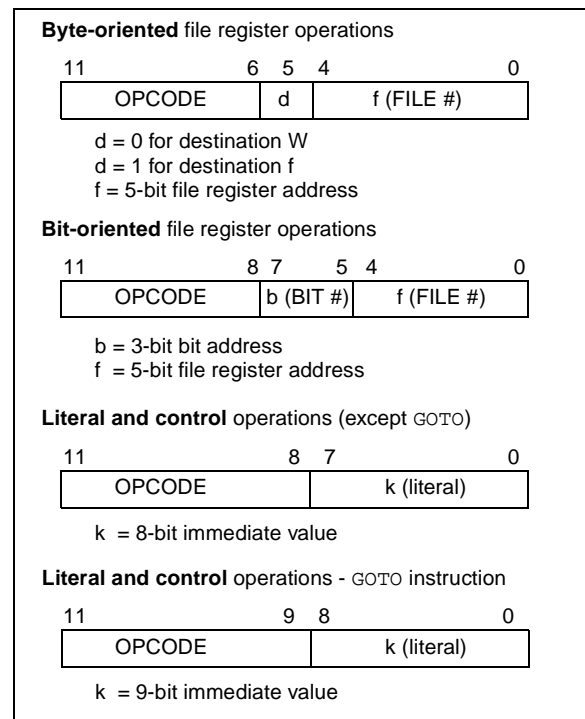 Byte-oriented file register operations
11 6 5 4 0
OPCODE d f (FILE #)
d = 0 for destination W
d = 1 for destination f
f = 5-bit file register address
Bit-oriented file register operations
11 8 7 5 4 0
OPCODE b (BIT #) f (FILE #)
b = 3-bit bit address
f = 5-bit file register address
Literal and control operations (except GOTO)
11 8 7 0
OPCODE k (literal)
k = 8-bit immediate value
Literal and control operations - GOTO instruction
11 9 8 0
OPCODE k (literal)
k = 9-bit immediate value